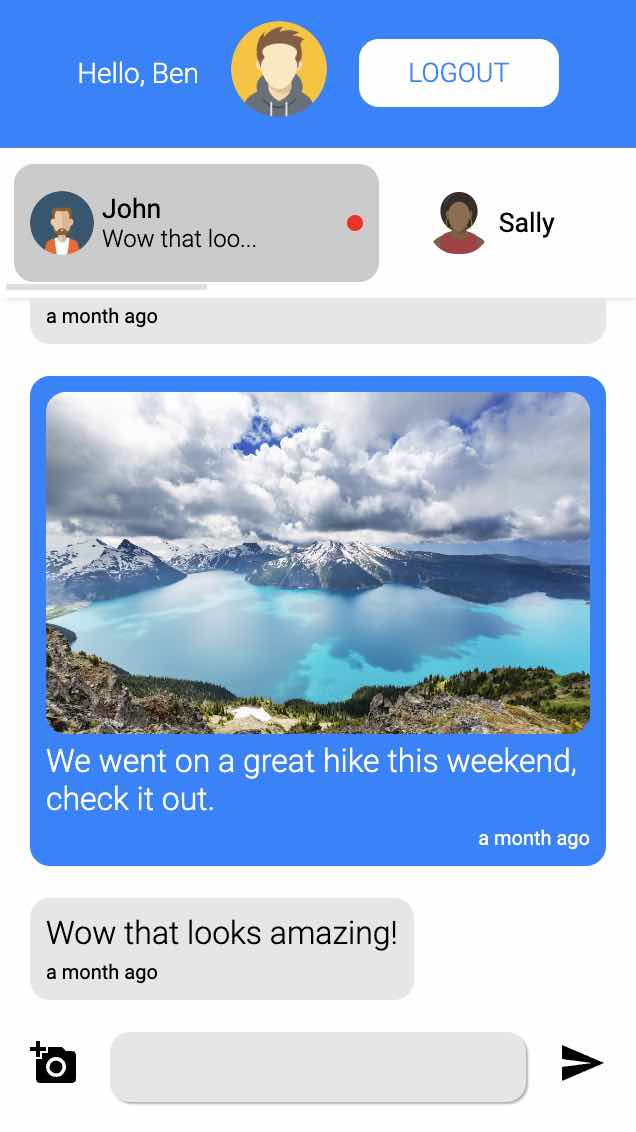 Hello, Ben
LOGOUT
John
Wow that loo...
Sally
a month ago
We went on a great hike this weekend,
check it out.
a month ago
Wow that looks amazing!
a month ago